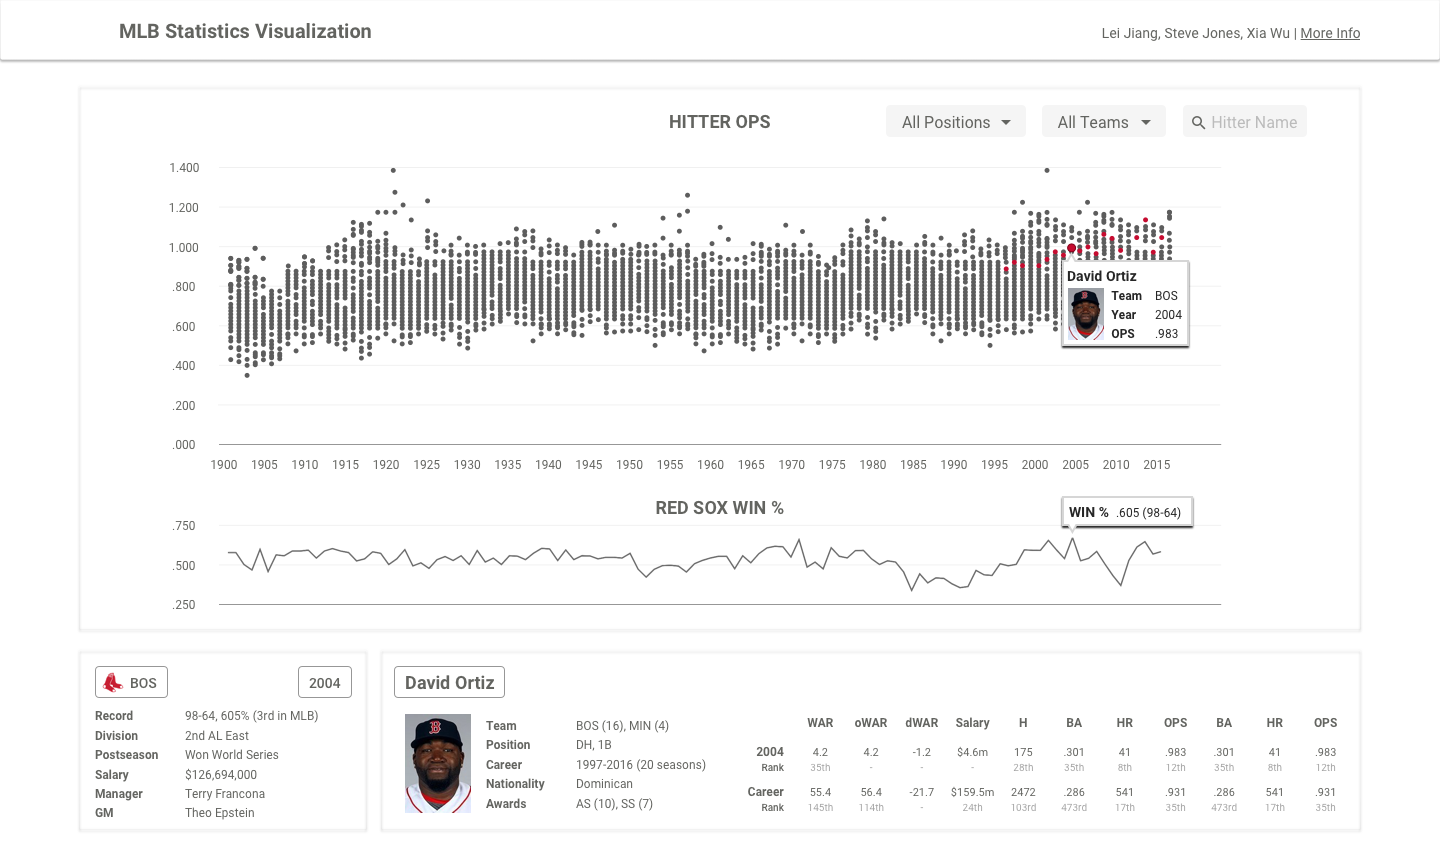 MLB Statistics Visualization
Lei Jiang, Steve Jones, Xia Wu | More Info
HITTER OPS
All Positions
All Teams
Hitter Name
1.400
1.200
1.000
.800
.600
.400
.200
.000
David Ortiz
Team BOS
Year 2004
OPS .983
1900 1905 1910 1915 1920 1925 1930 1935 1940 1945 1950 1955 1960 1965 1970 1975 1980 1985 1990 1995 2000 2005 2010 2015
RED SOX WIN %
WIN % .605 (98-64)
.750
.500
.250
BOS
2004
Record 98-64, 605% (3rd in MLB)
Division 2nd AL East
Postseason Won World Series
Salary $126,694,000
Manager Terry Francona
GM Theo Epstein
David Ortiz
Team BOS (16), MIN (4)
Position DH, 1B
Career 1997-2016 (20 seasons)
Nationality Dominican
Awards AS (10), SS (7)
WAR oWAR dWAR Salary H BA HR OPS BA HR OPS
2004 4.2 4.2 -1.2 $4.6m 175 .301 41 .983 .301 41 .983
Rank 35th - - - 28th 35th 8th 12th 35th 8th 12th
Career 55.4 56.4 -21.7 $159.5m 2472 .286 541 .931 .286 541 .931
Rank 145th 114th - 24th 103rd 473rd 17th 35th 473rd 17th 35th